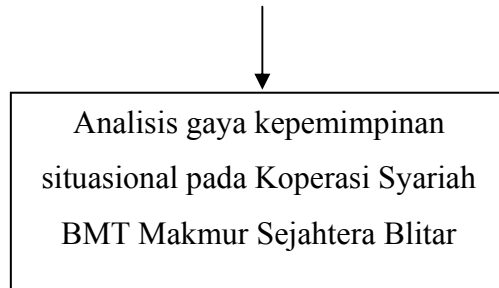 Analisis gaya kepemimpinan
situasional pada Koperasi Syariah
BMT Makmur Sejahtera Blitar